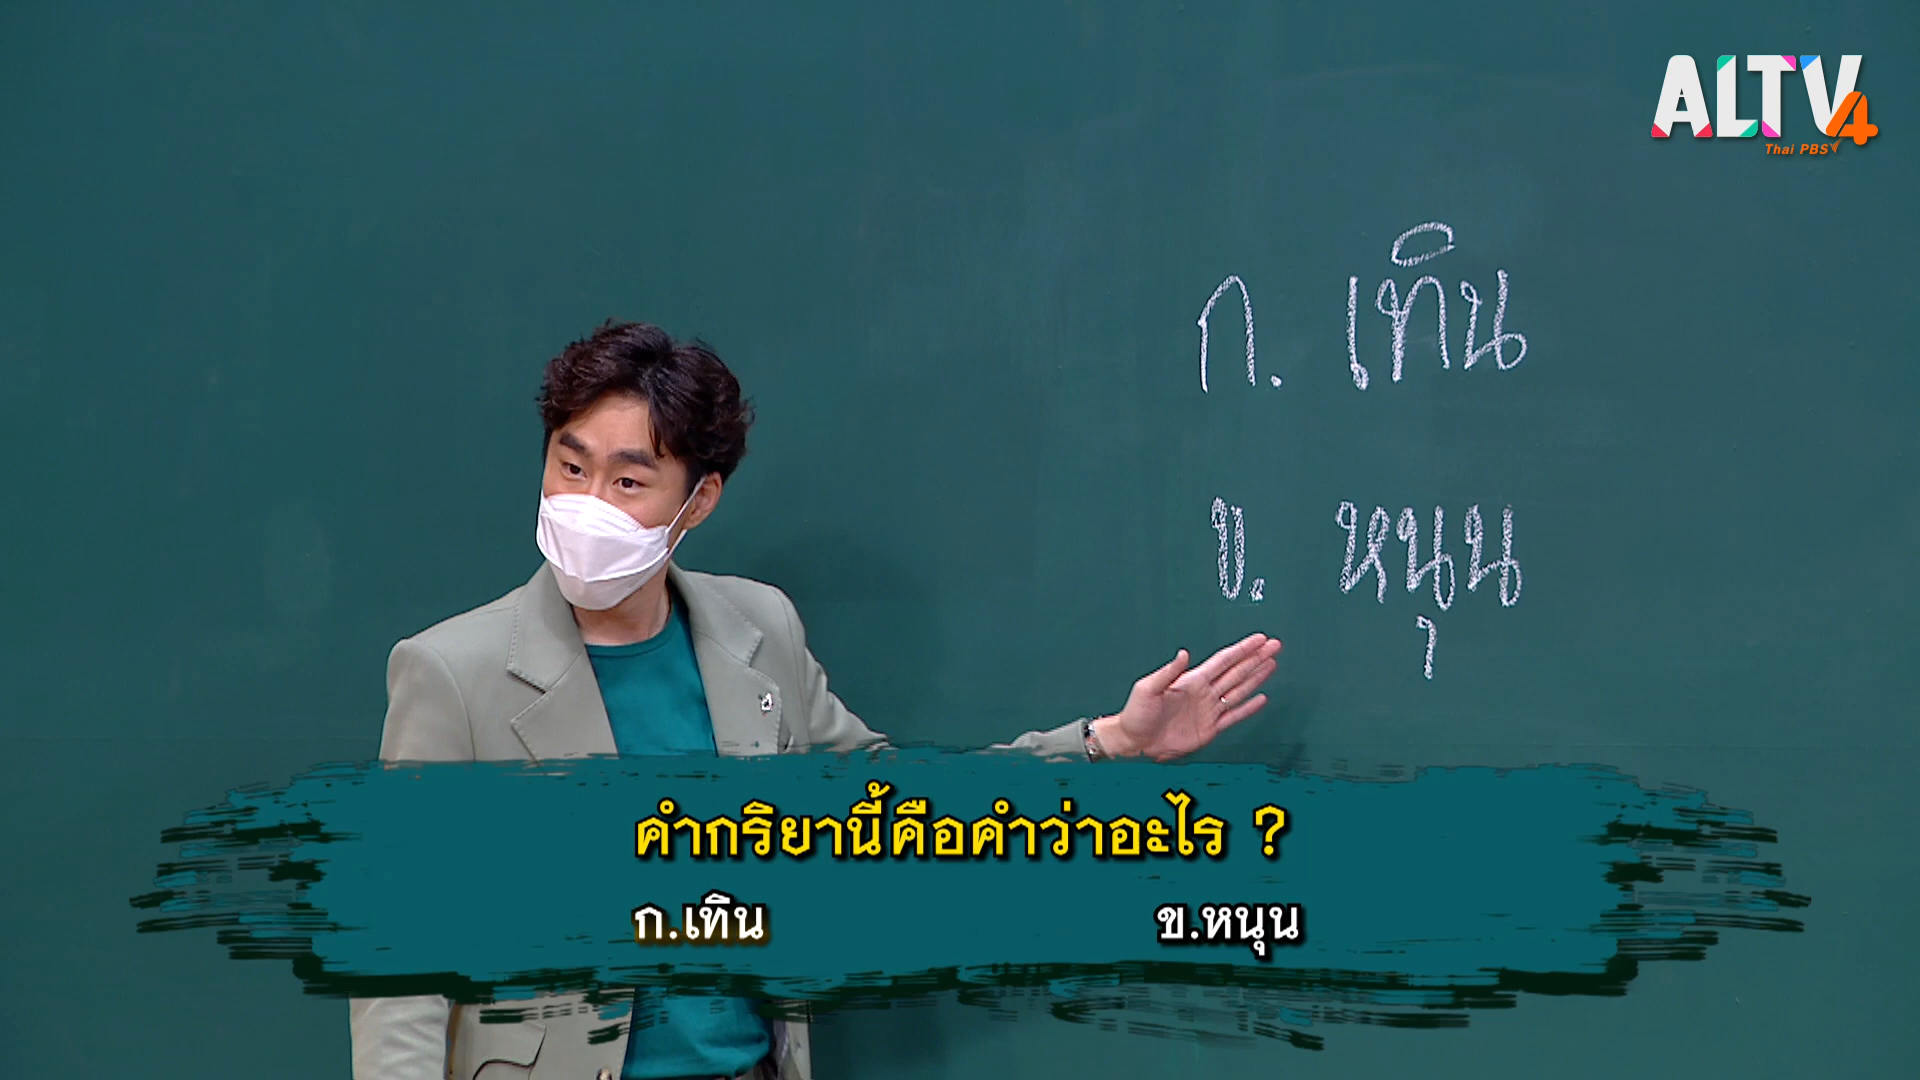 ALTV4
Thai PBS
ก. เทิน
ข. หนุน
คำกริยานี้คือคำว่าอะไร ?
ก.เทิน
ข.หนุน